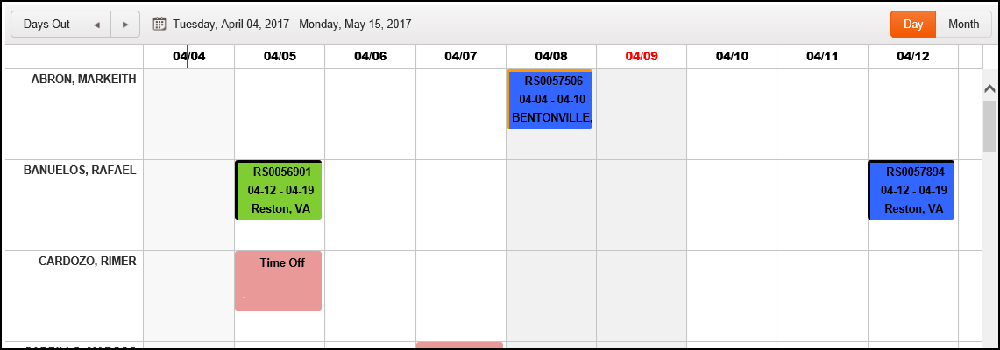 Days Out ◄ ► Tuesday, April 04, 2017 - Monday, May 15, 2017 Day Month
04/04 04/05 04/06 04/07 04/08 04/09 04/10 04/11 04/12
ABRON, MARKEITH
RS0057506
04-04 - 04-10
BENTONVILLE,
BANUELOS, RAFAEL
RS0056901
04-12 - 04-19
Reston, VA
RS0057894
04-12 - 04-19
Reston, VA
CARDOZO, RIMER
Time Off